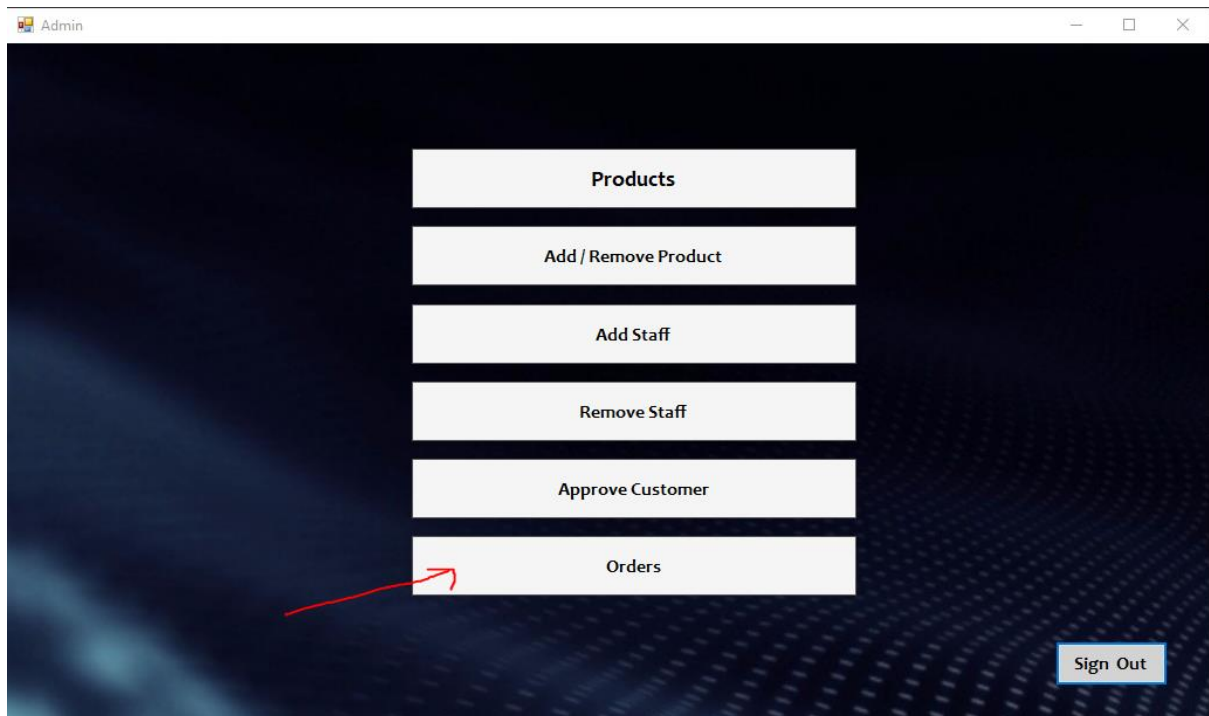 Admin
Products
Add / Remove Product
Add Staff
Remove Staff
Approve Customer
Orders
Sign Out